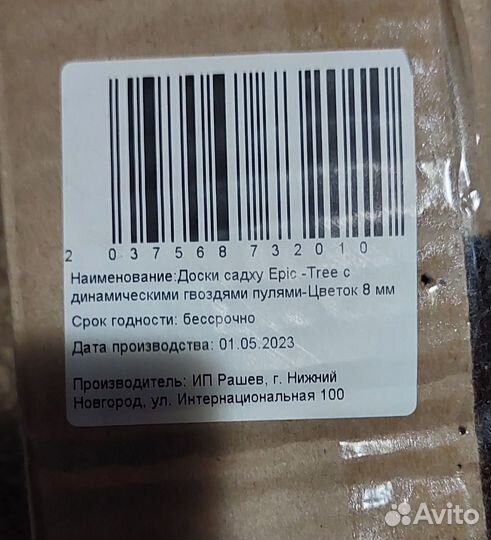 2 037568 732010
Наименование:Доски садху Epic -Tree с
динамическими гвоздями пулями-Цветок 8 мм
Срок годности: бессрочно
Дата производства: 01.05.2023
Производитель: ИП Рашев, г. Нижний
Новгород, ул. Интернациональная 100
Avito